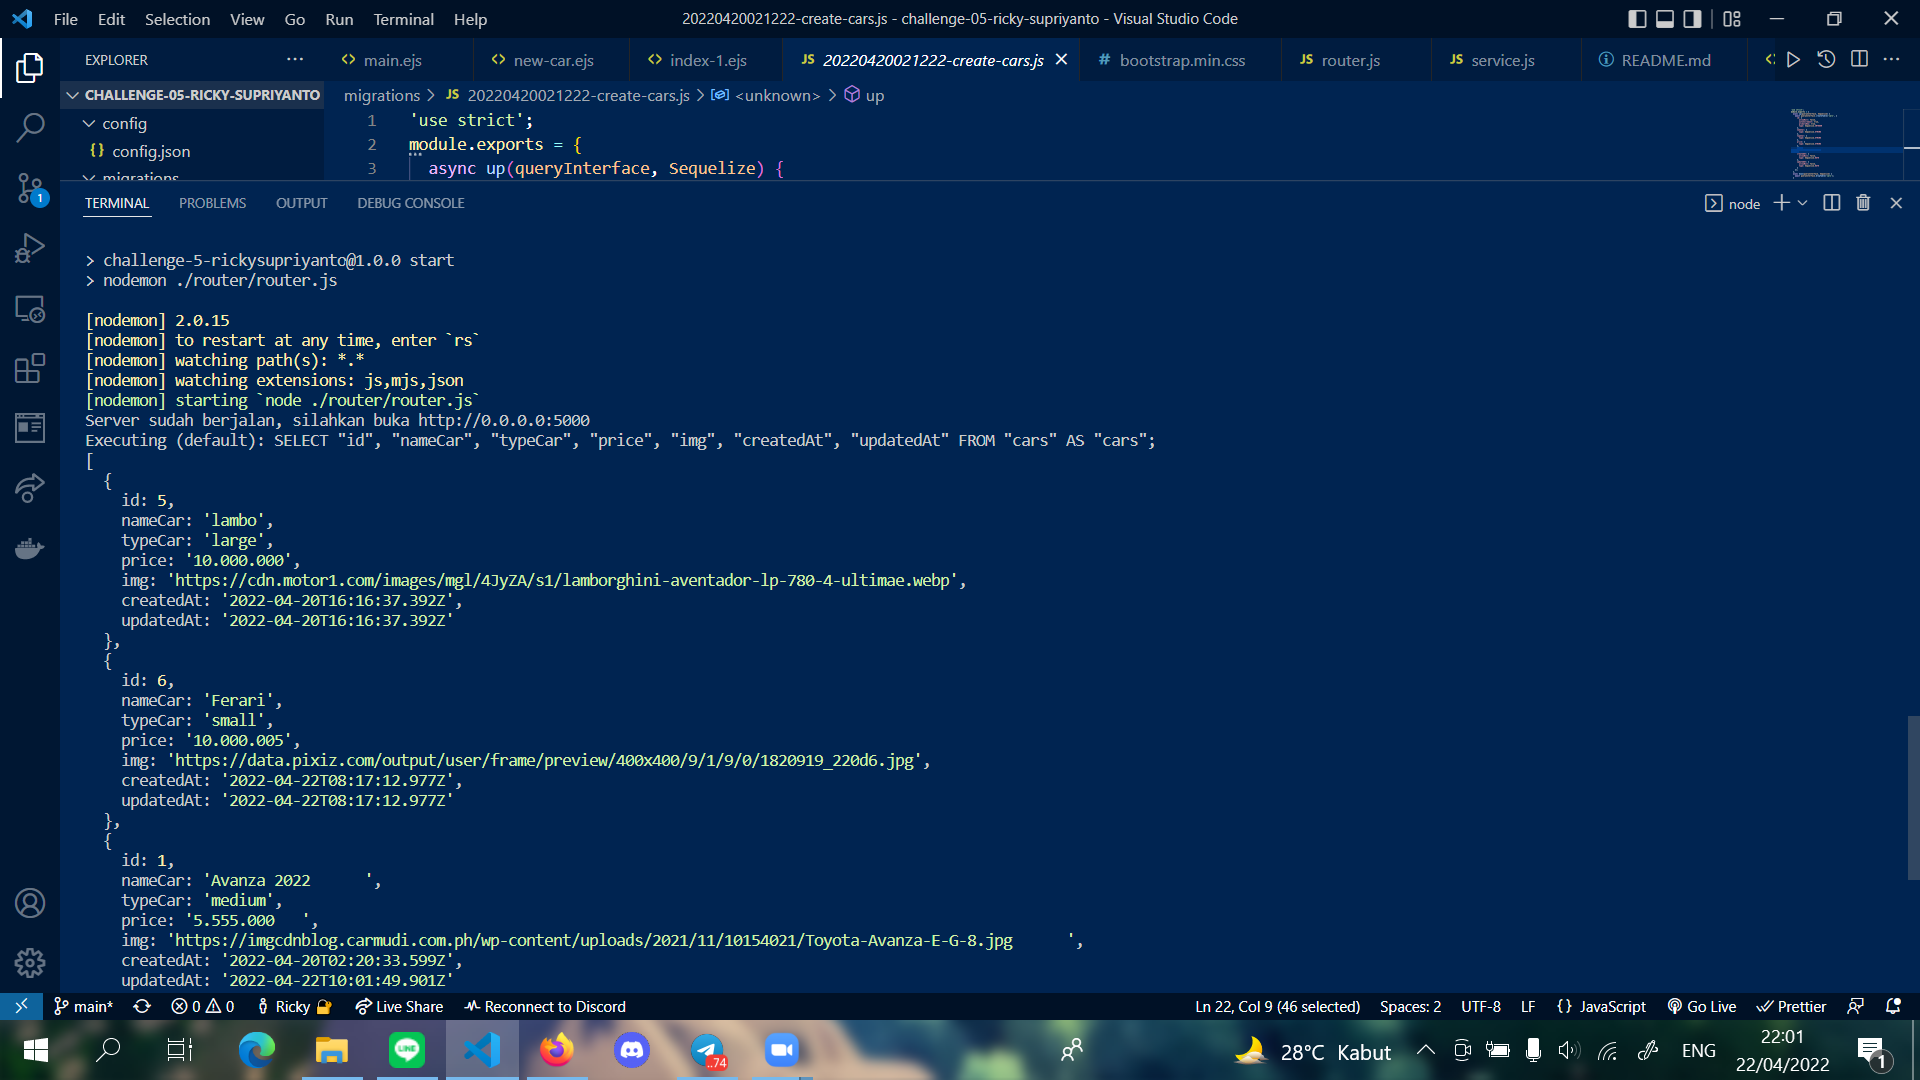 File Edit Selection View Go Run Terminal Help
20220420021222-create-cars.js - challenge-05-ricky-supriyanto - Visual Studio Code
EXPLORER
main.ejs
new-car.ejs
index-1.ejs
JS 20220420021222-create-cars.js
# bootstrap.min.css
JS router.js
JS service.js
README.md
CHALLENGE-05-RICKY-SUPRIYANTO
migrations > JS 20220420021222-create-cars.js > <unknown> > up
config
{} config.json
migrations
1 'use strict';
2 module.exports = {
3 async up(queryInterface, Sequelize) {
1
TERMINAL PROBLEMS OUTPUT DEBUG CONSOLE
node
> challenge-5-rickysupriyanto@1.0.0 start
> nodemon ./router/router.js
[nodemon] 2.0.15
[nodemon] to restart at any time, enter `rs`
[nodemon] watching path(s): *.*
[nodemon] watching extensions: js,mjs,json
[nodemon] starting `node ./router/router.js`
Server sudah berjalan, silahkan buka http://0.0.0.0:5000
Executing (default): SELECT "id", "nameCar", "typeCar", "price", "img", "createdAt", "updatedAt" FROM "cars" AS "cars";
[
{
id: 5,
nameCar: 'lambo',
typeCar: 'large',
price: '10.000.000',
img: 'https://cdn.motor1.com/images/mgl/4JyZA/s1/lamborghini-aventador-lp-780-4-ultimae.webp',
createdAt: '2022-04-20T16:16:37.392Z',
updatedAt: '2022-04-20T16:16:37.392Z'
},
{
id: 6,
nameCar: 'Ferari',
typeCar: 'small',
price: '10.000.005',
img: 'https://data.pixiz.com/output/user/frame/preview/400x400/9/1/9/0/1820919_220d6.jpg',
createdAt: '2022-04-22T08:17:12.977Z',
updatedAt: '2022-04-22T08:17:12.977Z'
},
{
id: 1,
nameCar: 'Avanza 2022      ',
typeCar: 'medium',
price: '5.555.000   ',
img: 'https://imgcdnblog.carmudi.com.ph/wp-content/uploads/2021/11/10154021/Toyota-Avanza-E-G-8.jpg      ',
createdAt: '2022-04-20T02:20:33.599Z',
updatedAt: '2022-04-22T10:01:49.901Z'
main* 0 0 Ricky Live Share Reconnect to Discord
Ln 22, Col 9 (46 selected) Spaces: 2 UTF-8 LF {} JavaScript Go Live Prettier
LINE
.74
28°C Kabut
ENG
22:01
22/04/2022
1